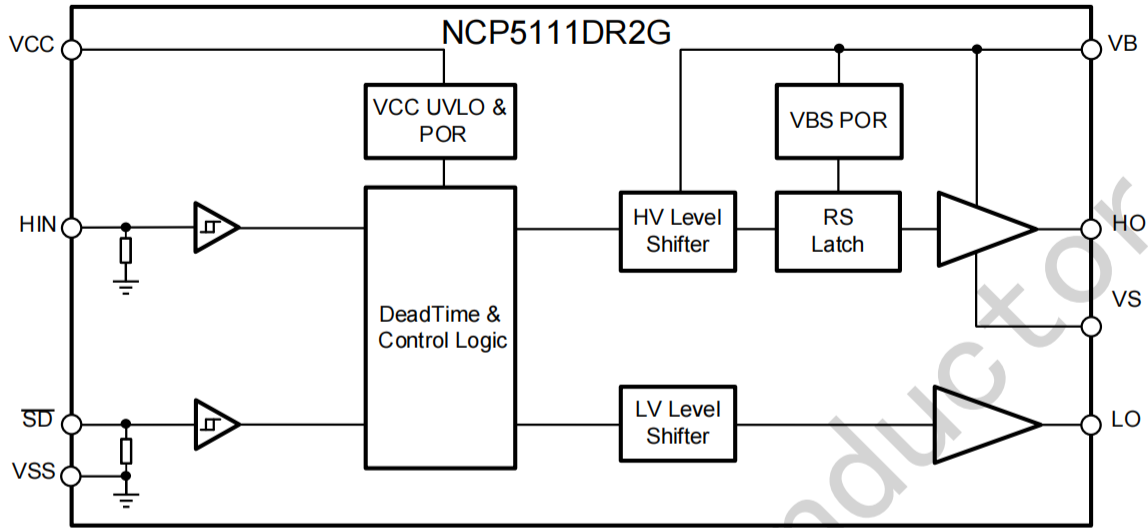 NCP5111DR2G
VCC
VB
VCC UVLO &
POR
VBS POR
HIN
HV Level
Shifter
RS
Latch
HO
VS
DeadTime &
Control Logic
SD
LV Level
Shifter
LO
VSS
nductor